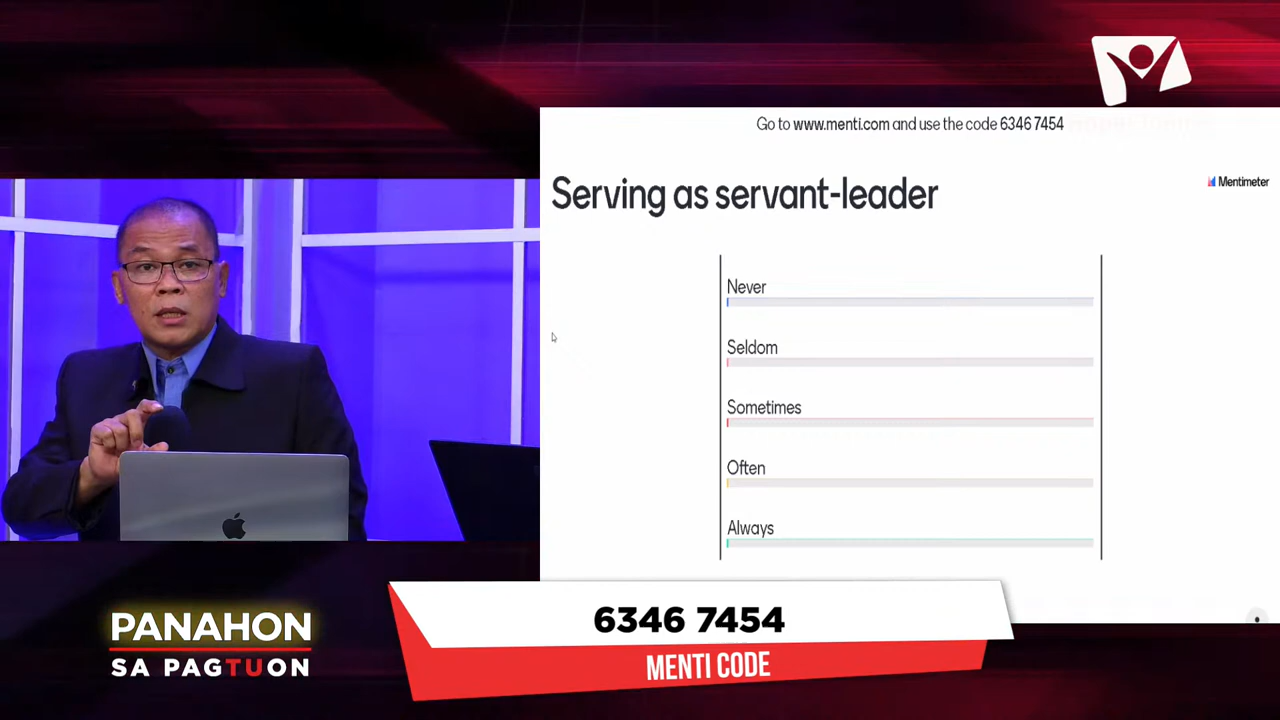 Go to www.menti.com and use the code 6346 7454
Mentimeter
Serving as servant-leader
Never
Seldom
Sometimes
Often
Always
6346 7454
MENTI CODE
PANAHON
SA PAGTUON